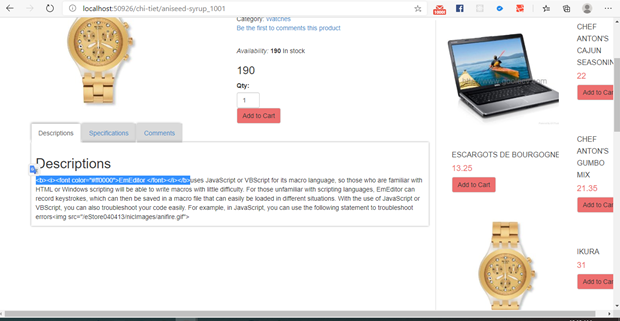 localhost:50926/chi-tiet/aniseed-syrup_1001
Category: Watches
Be the first to comments this product
Availability: 190 In stock
190
Qty:
1
Add to Cart
Descriptions
Specifications
Comments
Descriptions
<b><i><font color="#ff0000">EmEditor </font></i></b>uses JavaScript or VBScript for its macro language, so those who are familiar with
HTML or Windows scripting will be able to write macros with little difficulty. For those unfamiliar with scripting languages, EmEditor can
record keystrokes, which can then be saved in a macro file that can easily be loaded in different situations. With the use of JavaScript or
VBScript, you can also troubleshoot your code easily. For example, in JavaScript, you can use the following statement to troubleshoot
errors<img src="/eStore040413/nicImages/anifire.gif">
ESCARGOTS DE BOURGOGNE
13.25
Add to Cart
CHEF
ANTON'S
CAJUN
SEASONIN
22
Add to Car
CHEF
ANTON'S
GUMBO
MIX
21.35
Add to Car
IKURA
31
Add to Car